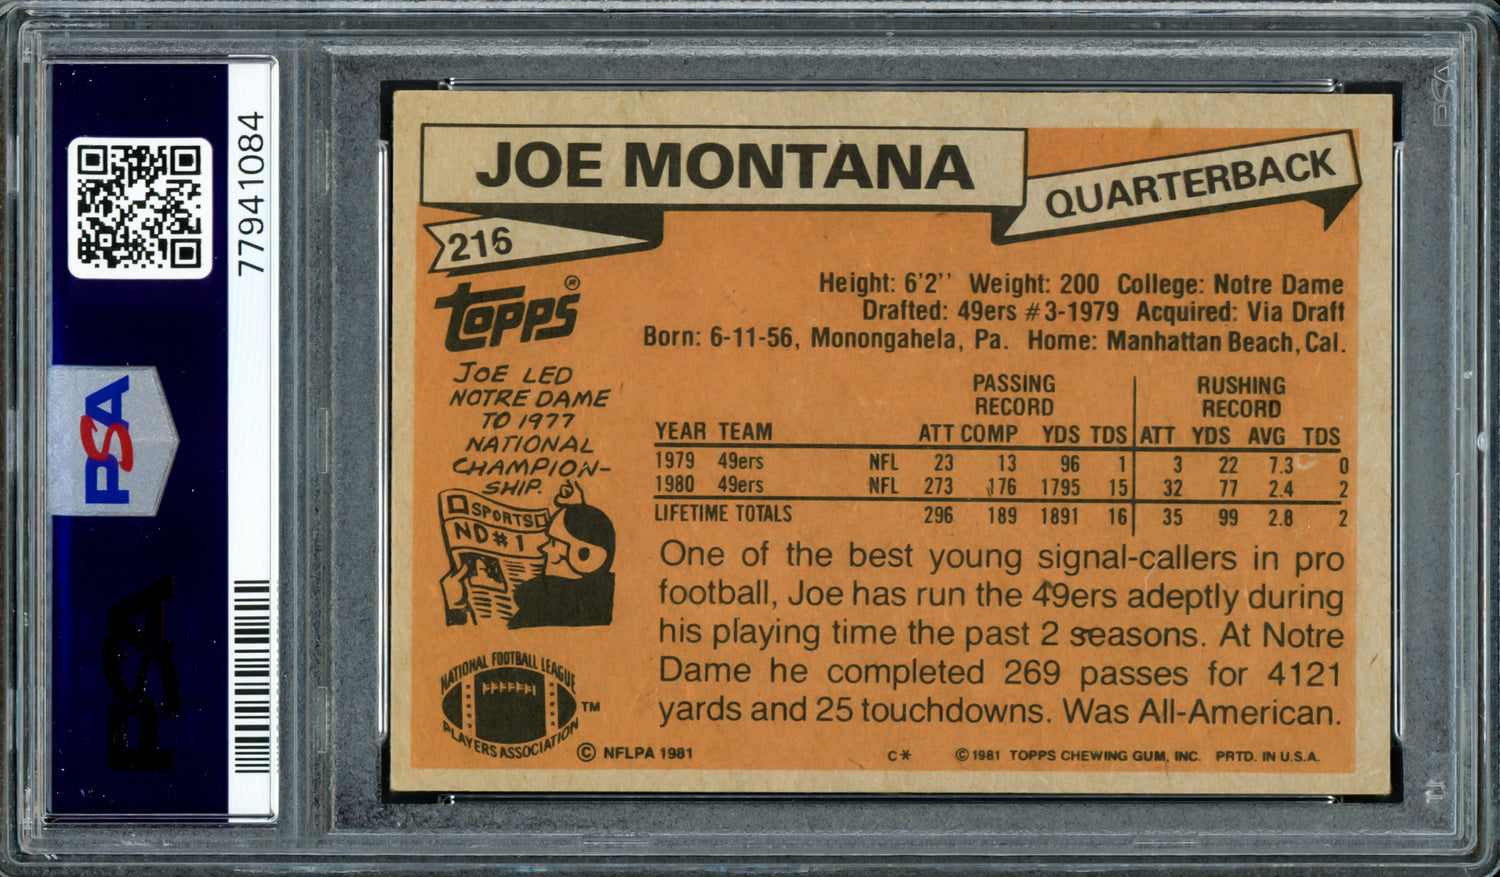 77941084
PSA
PSA
PSA
JOE MONTANA
QUARTERBACK
216
TOPPS®
Height: 6'2'' Weight: 200 College: Notre Dame
Drafted: 49ers #3-1979 Acquired: Via Draft
Born: 6-11-56, Monongahela, Pa. Home: Manhattan Beach, Cal.
JOE LED
NOTRE DAME
TO 1977
NATIONAL
CHAMPION-
SHIP.
SPORTS
ND#1
PASSING RUSHING
RECORD RECORD
YEAR TEAM ATT COMP YDS TDS ATT YDS AVG TDS
1979 49ers NFL 23 13 96 1 3 22 7.3 0
1980 49ers NFL 273 176 1795 15 32 77 2.4 2
LIFETIME TOTALS 296 189 1891 16 35 99 2.8 2
One of the best young signal-callers in pro
football, Joe has run the 49ers adeptly during
his playing time the past 2 seasons. At Notre
Dame he completed 269 passes for 4121
yards and 25 touchdowns. Was All-American.
NATIONAL FOOTBALL LEAGUE
PLAYERS ASSOCIATION
TM
© NFLPA 1981 C* ©1981 TOPPS CHEWING GUM, INC. PRTD. IN U.S.A.